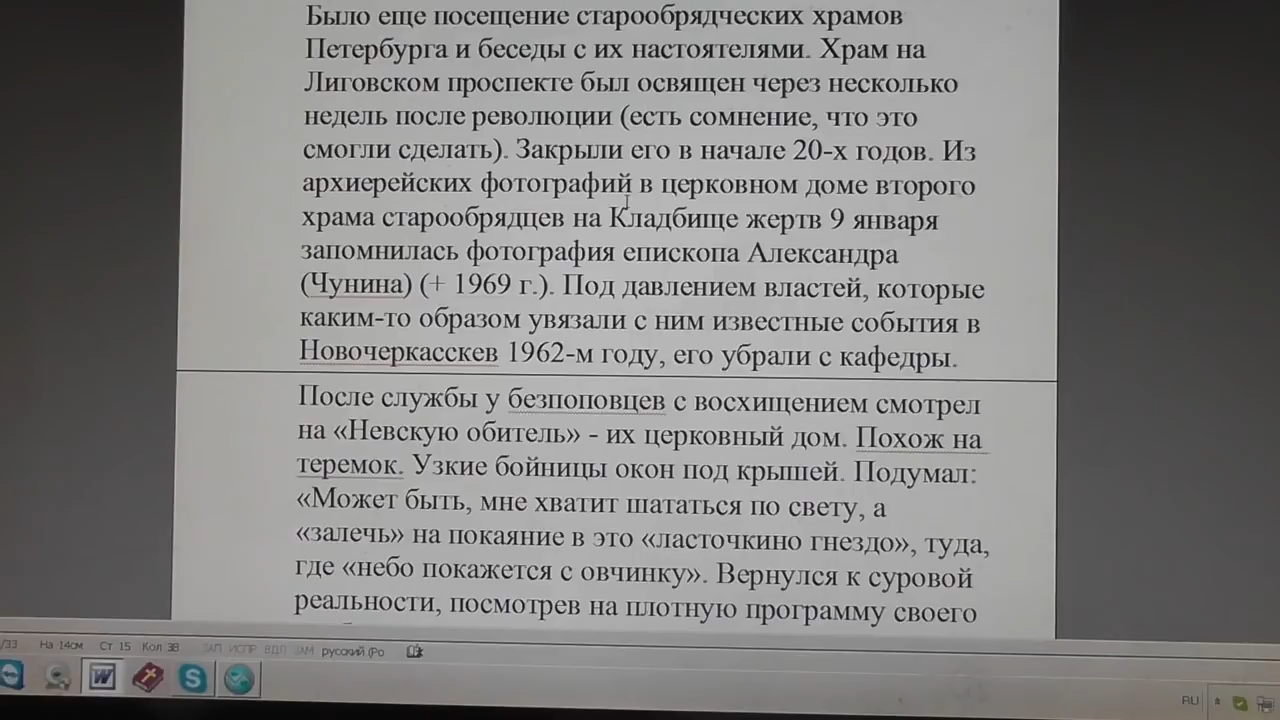 Было еще посещение старообрядческих храмов
Петербурга и беседы с их настоятелями. Храм на
Лиговском проспекте был освящен через несколько
недель после революции (есть сомнение, что это
смогли сделать). Закрыли его в начале 20-х годов. Из
архиерейских фотографий в церковном доме второго
храма старообрядцев на Кладбище жертв 9 января
запомнилась фотография епископа Александра
(Чунина) (+ 1969 г.). Под давлением властей, которые
каким-то образом увязали с ним известные события в
Новочеркасскев 1962-м году, его убрали с кафедры.
После службы у безпоповцев с восхищением смотрел
на «Невскую обитель» - их церковный дом. Похож на
теремок. Узкие бойницы окон под крышей. Подумал:
«Может быть, мне хватит шататься по свету, а
«залечь» на покаяние в это «ласточкино гнездо», туда,
где «небо покажется с овчинку». Вернулся к суровой
реальности, посмотрев на плотную программу своего
/33 На 14см Ст 15 Кол 38 ЗАП ИСПР ВДЛ ЗАМ русский (Ро
RU